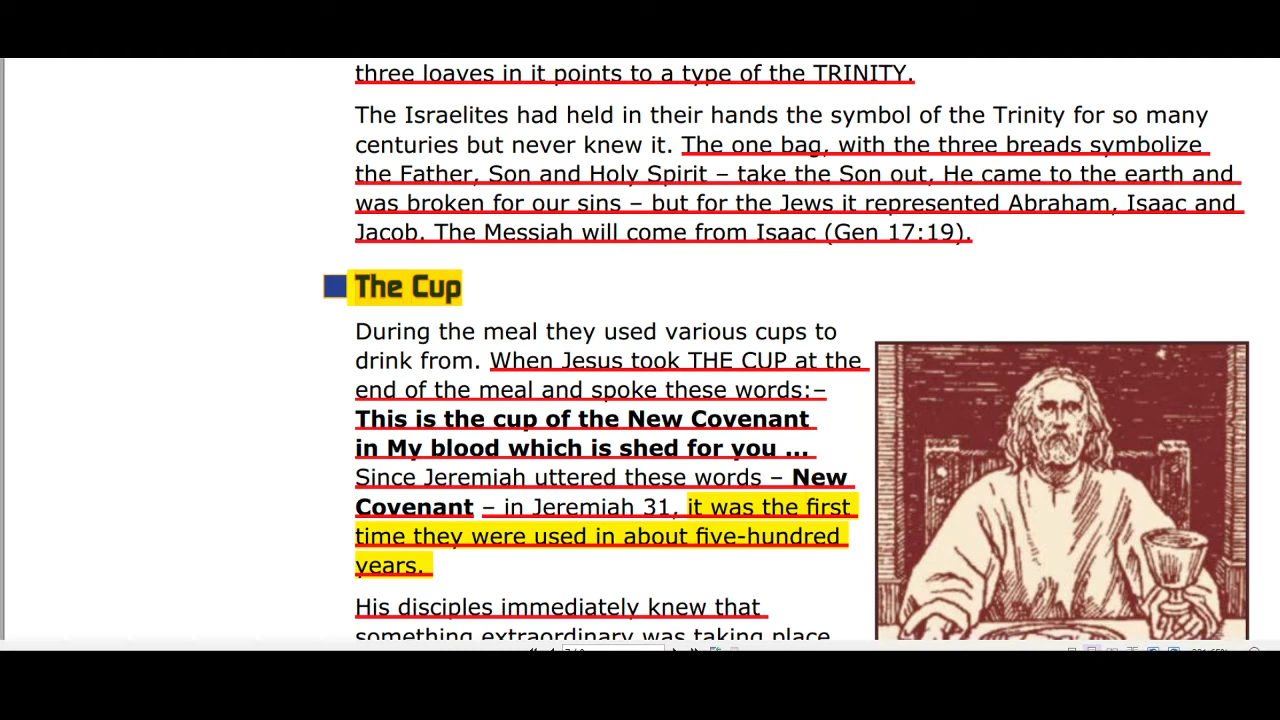 three loaves in it points to a type of the TRINITY.
The Israelites had held in their hands the symbol of the Trinity for so many
centuries but never knew it. The one bag, with the three breads symbolize
the Father, Son and Holy Spirit – take the Son out, He came to the earth and
was broken for our sins – but for the Jews it represented Abraham, Isaac and
Jacob. The Messiah will come from Isaac (Gen 17:19).
The Cup
During the meal they used various cups to
drink from. When Jesus took THE CUP at the
end of the meal and spoke these words:–
This is the cup of the New Covenant
in My blood which is shed for you ...
Since Jeremiah uttered these words – New
Covenant – in Jeremiah 31, it was the first
time they were used in about five-hundred
years.
His disciples immediately knew that
something extraordinary was taking place